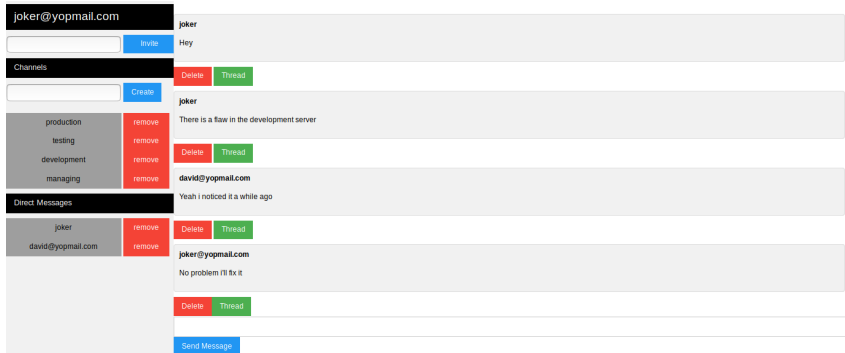 joker@yopmail.com
Invite
Channels
Create
production remove
testing remove
development remove
managing remove
Direct Messages
joker remove
david@yopmail.com remove
joker
Hey
Delete Thread
joker
There is a flaw in the development server
Delete Thread
david@yopmail.com
Yeah i noticed it a while ago
Delete Thread
joker@yopmail.com
No problem i'll fix it
Delete Thread
Send Message